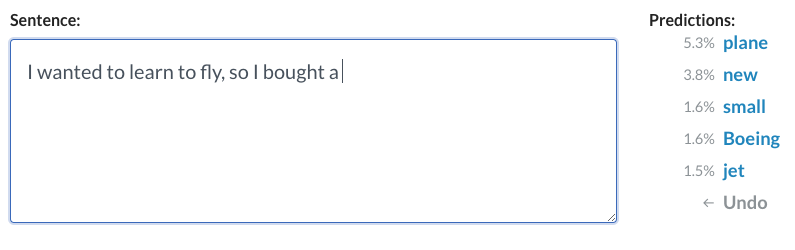 Sentence:
Predictions:
I wanted to learn to fly, so I bought a
5.3% plane
3.8% new
1.6% small
1.6% Boeing
1.5% jet
← Undo